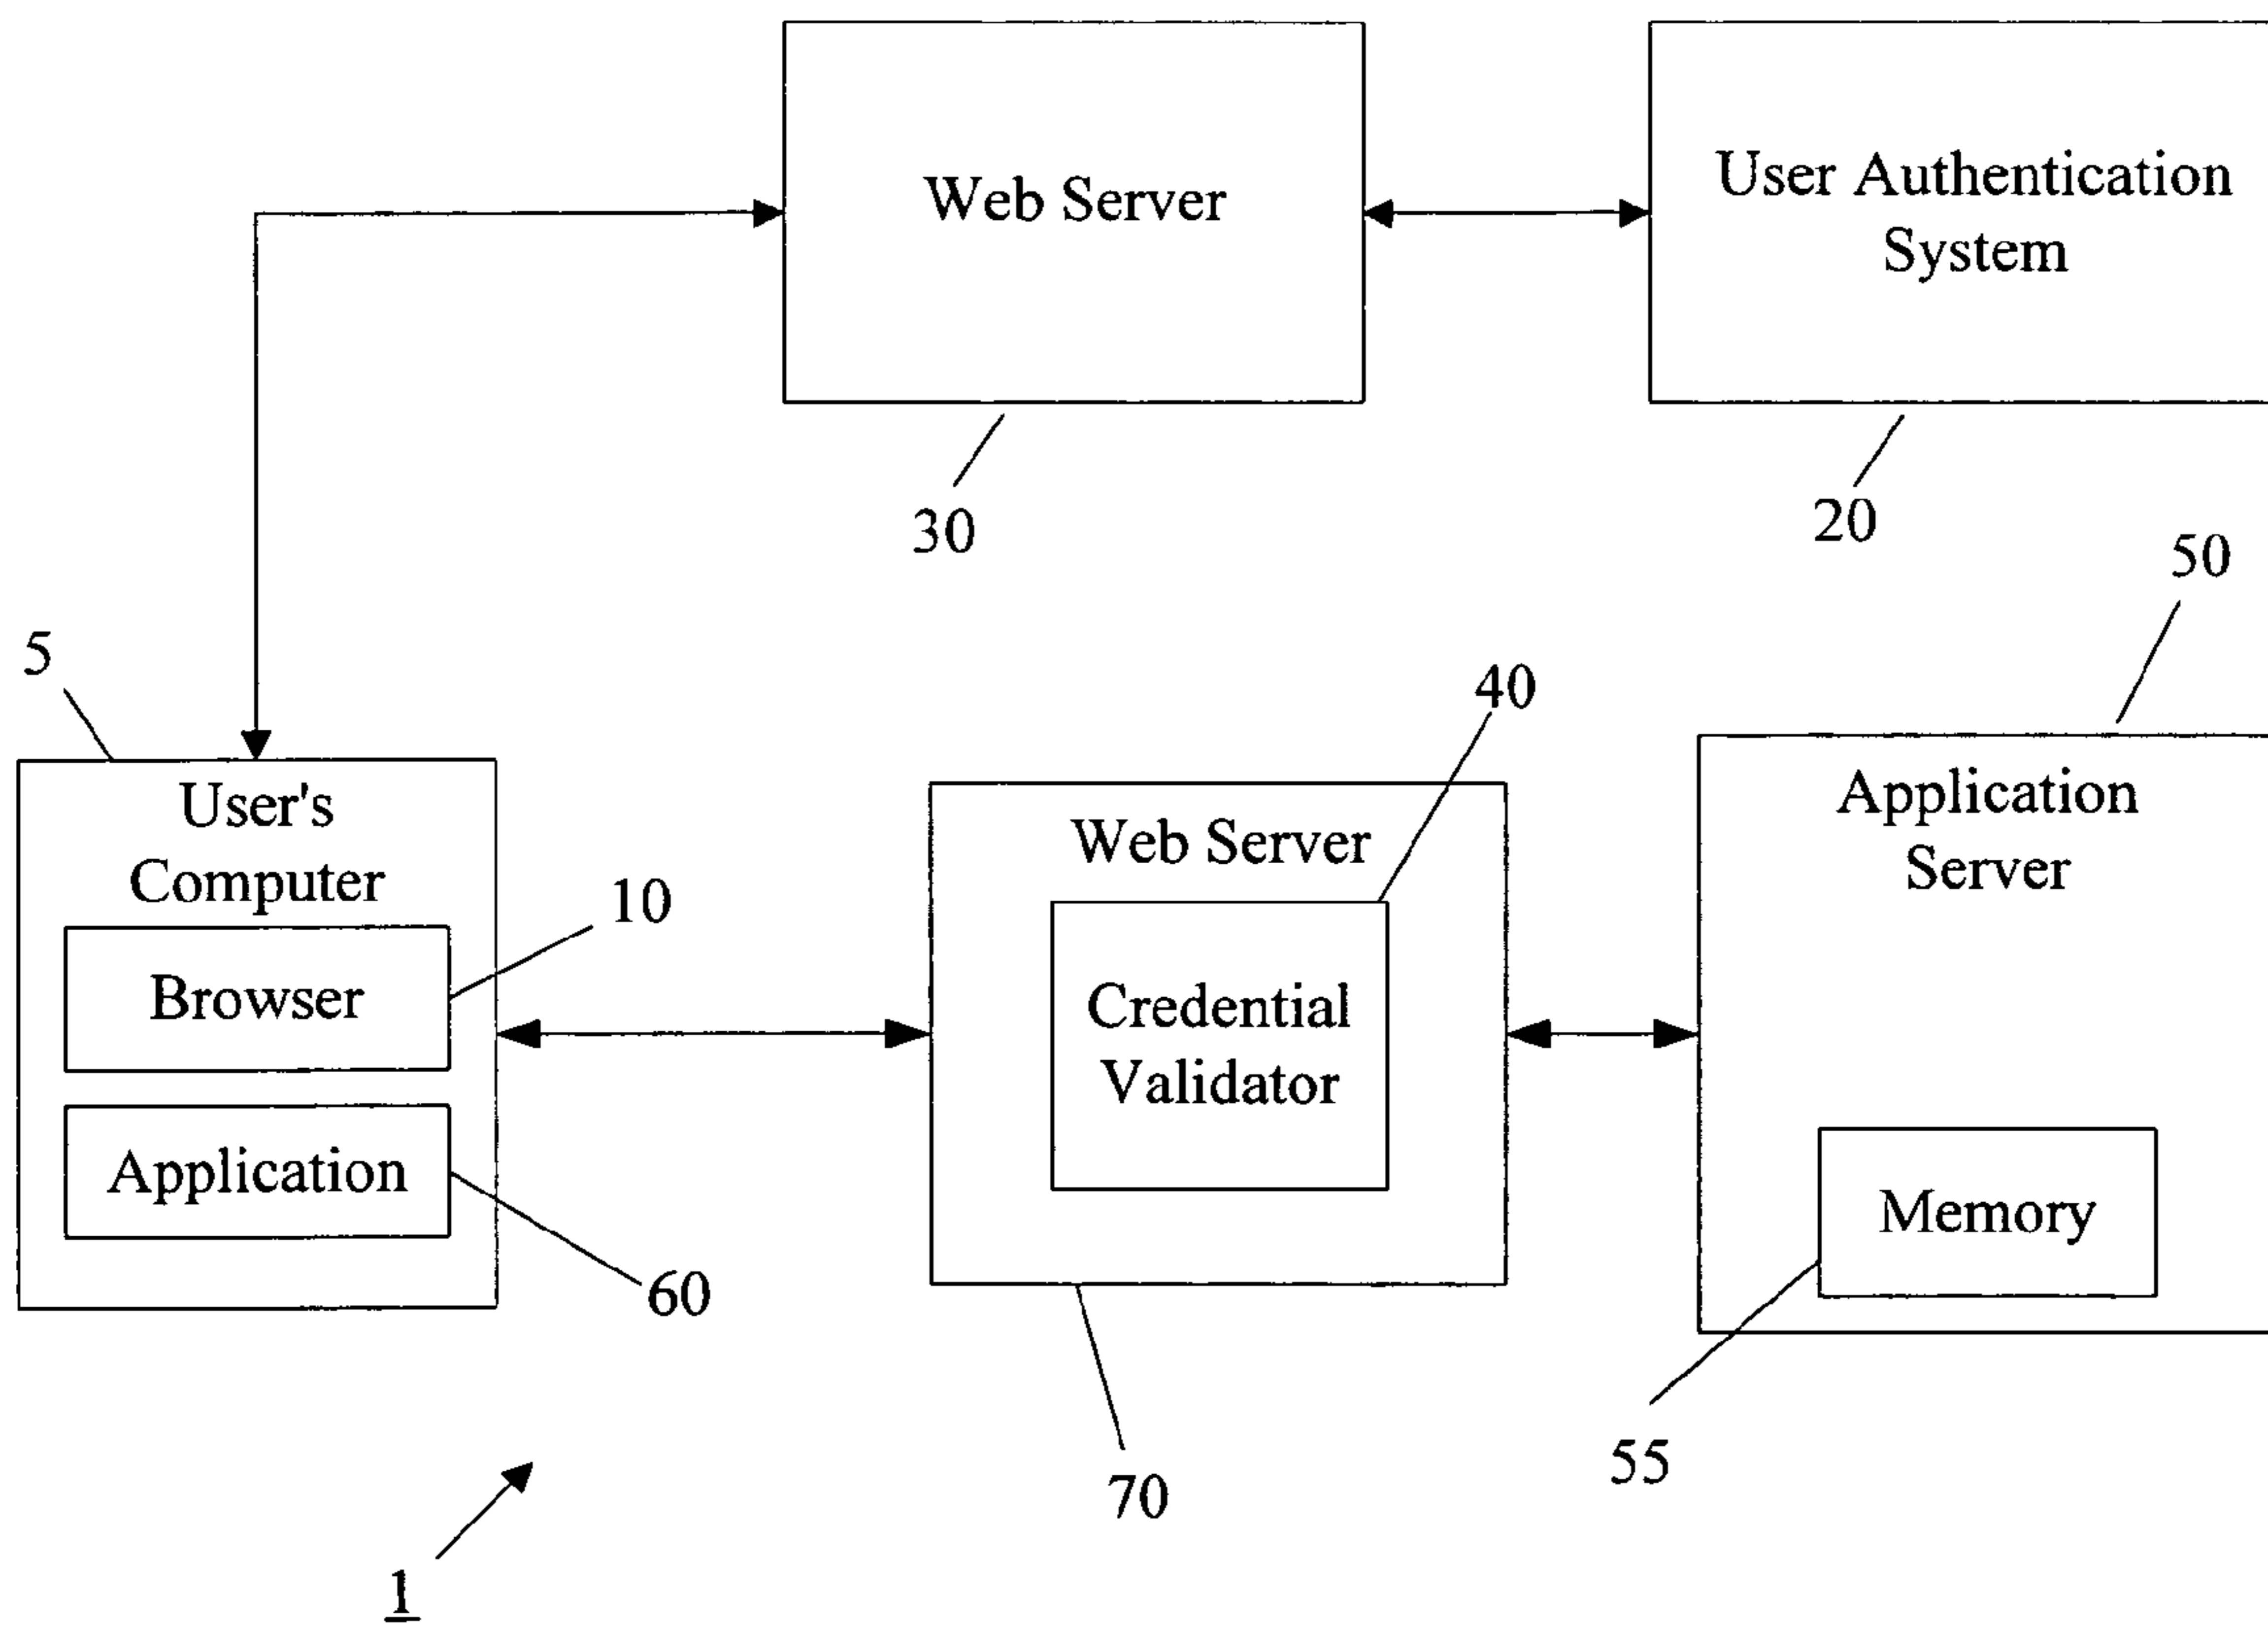 Web Server
User Authentication
System
30
20
50
5
40
User's
Computer
Browser
10
Application
60
Web Server
Credential
Validator
70
Application
Server
Memory
55
1